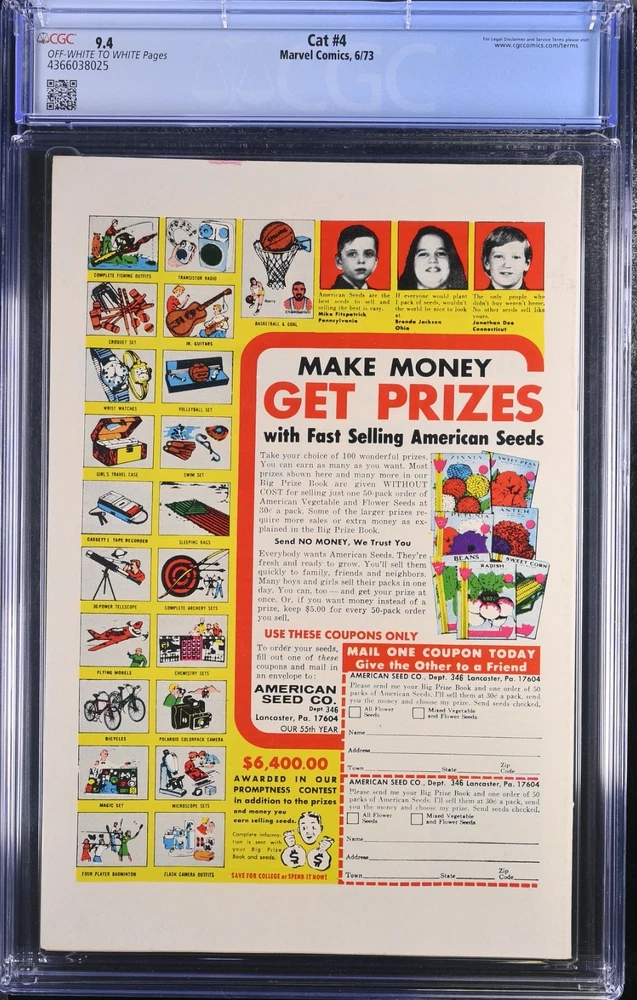 CGC 9.4
OFF-WHITE TO WHITE Pages
4366038025
Cat #4
Marvel Comics, 6/73
For Legal Disclaimer and Service Terms please visit
www.cgccomics.com/terms
CGC
COMPLETE FISHING OUTFITS
TRANSISTOR RADIO
CROQUET SET
JR. GUITARS
WRIST WATCHES
VOLLEYBALL SET
GIRL'S TRAVEL CASE
SWIM SET
CASSETTE TAPE RECORDER
SLEEPING BAGS
30 POWER TELESCOPE
COMPLETE ARCHERY SETS
FLYING MODELS
CHEMISTRY SETS
BICYCLES
POLAROID COLORPACK CAMERA
MAGIC SET
MICROSCOPE SETS
FOUR PLAYER BADMINTON
FLASH CAMERA OUTFITS
SPALDING
Barry
Chamberlain
BASKETBALL & GOAL
American Seeds are the
best seeds to sell and
selling the best is easy.
Mike Fitzpatrick
Pennsylvania
If everyone would plant
1 pack of seeds, wouldn't
the world be nice to look
at!
Brenda Jackson
Ohio
The only people who
didn't buy weren't home.
No other seeds sell like
yours.
Jonathan Dee
Connecticut
MAKE MONEY
GET PRIZES
with Fast Selling American Seeds
Take your choice of 100 wonderful prizes.
You can earn as many as you want. Most
prizes shown here and many more in our
Big Prize Book are given WITHOUT
COST for selling just one 50-pack order of
American Vegetable and Flower Seeds at
30¢ a pack. Some of the larger prizes re-
quire more sales or extra money as ex-
plained in the Big Prize Book.
Send NO MONEY, We Trust You
Everybody wants American Seeds. They're
fresh and ready to grow. You'll sell them
quickly to family, friends and neighbors.
Many boys and girls sell their packs in one
day. You can, too — and get your prize at
once. Or, if you want money instead of a
prize, keep $5.00 for every 50-pack order
you sell.
ZINNIA
SWEET PEAS
ASTER
BEANS
RADISH
SWEET CORN
USE THESE COUPONS ONLY
To order your seeds,
fill out one of these
coupons and mail in
an envelope to:
AMERICAN
SEED CO.
Dept 346
Lancaster, Pa. 17604
OUR 55th YEAR
MAIL ONE COUPON TODAY
Give the Other to a Friend
AMERICAN SEED CO., Dept. 346 Lancaster, Pa. 17604
Please send me your Big Prize Book and one order of 50
packs of American Seeds. I'll sell them at 30¢ a pack, send
you the money and choose my prize. Send seeds checked.
All Flower Seeds
Mixed Vegetable and Flower Seeds
Name
Address
Town State Zip Code
AMERICAN SEED CO., Dept. 346 Lancaster, Pa. 17604
Please send me your Big Prize Book and one order of 50
packs of American Seeds. I'll sell them at 30¢ a pack, send
you the money and choose my prize. Send seeds checked.
All Flower Seeds
Mixed Vegetable and Flower Seeds
Name
Address
Town State Zip Code
$6,400.00
AWARDED IN OUR
PROMPTNESS CONTEST
in addition to the prizes
and money you
earn selling seeds.
Complete informa-
tion is sent with
your Big Prize
Book and seeds.
$ $
SAVE FOR COLLEGE or SPEND IT NOW!